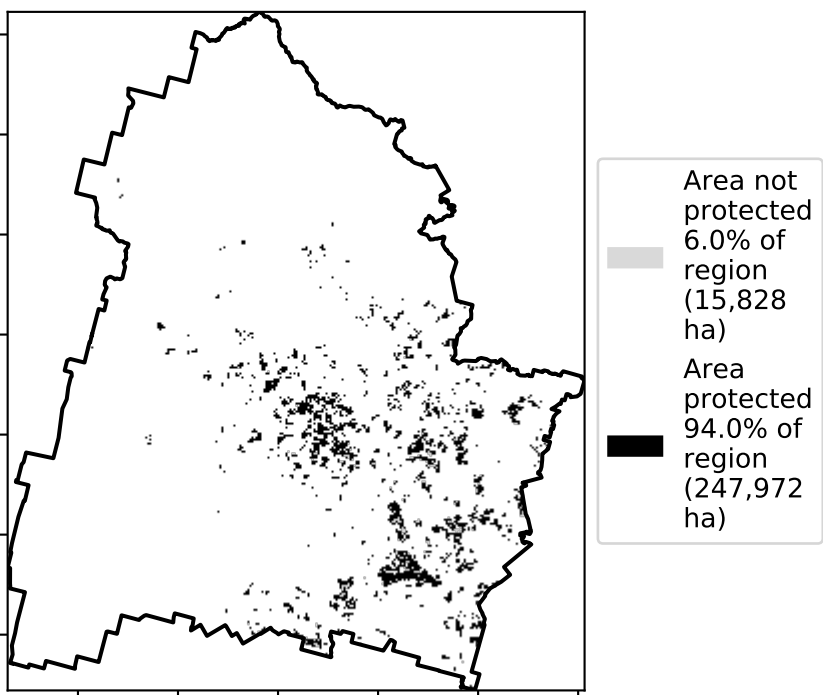 Area not
protected
6.0% of
region
(15,828
ha)
Area
protected
94.0% of
region
(247,972
ha)